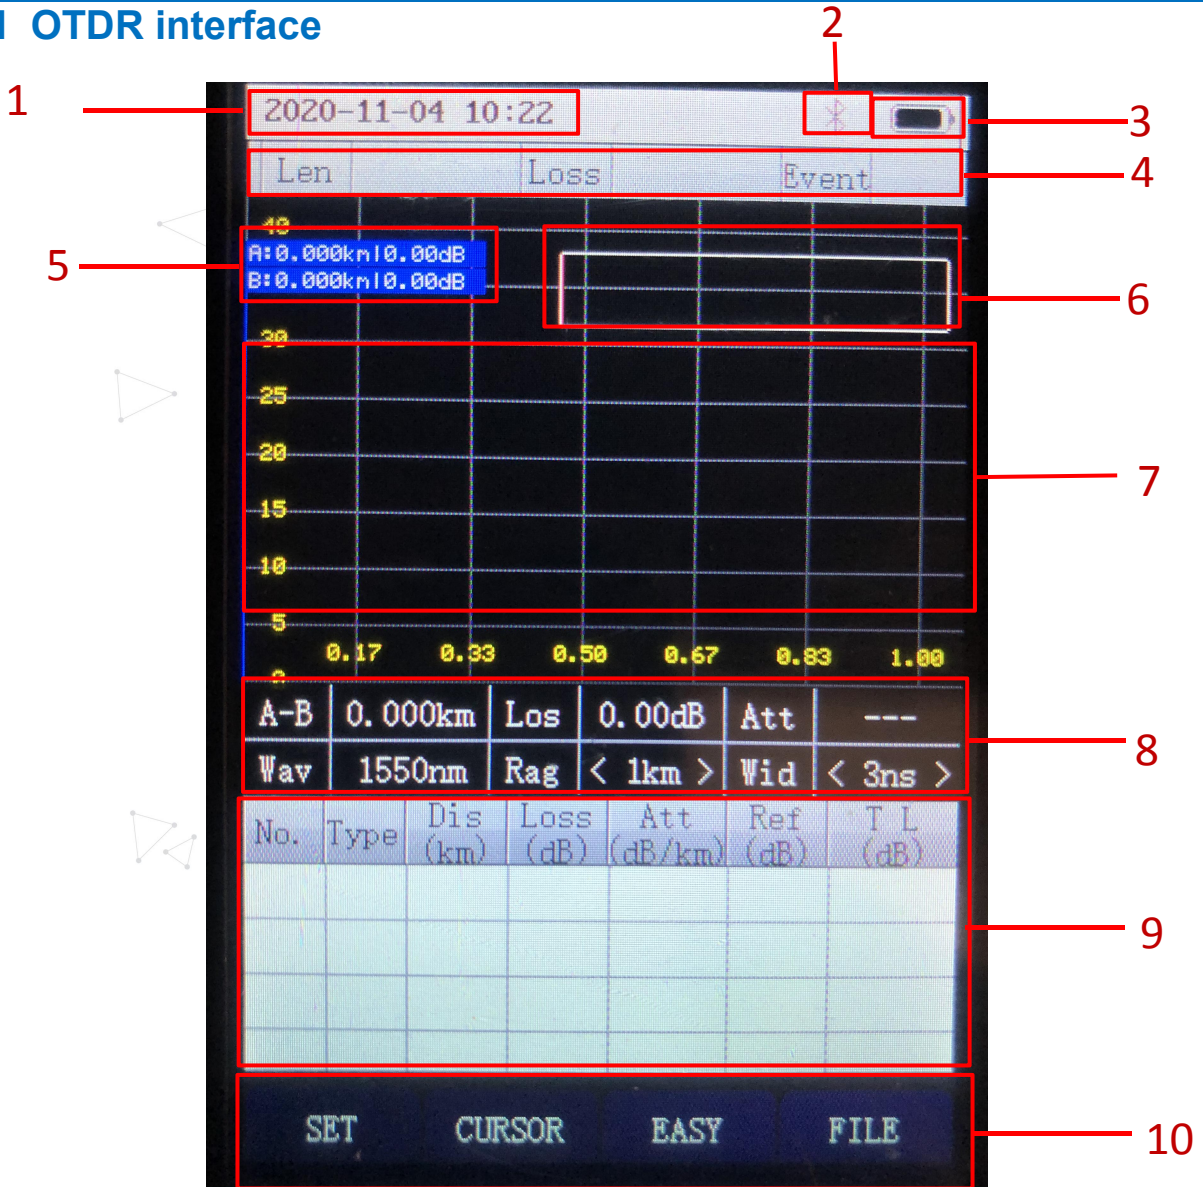 OTDR interface
2
1
2020-11-04 10:22
3
Len Loss Event
4
40
5
A:0.000km|0.00dB
B:0.000km|0.00dB
6
30
25
20
7
15
10
5
0.17 0.33 0.50 0.67 0.83 1.00
0
A-B 0.000km Los 0.00dB Att ---
8
Wav 1550nm Rag < 1km > Wid < 3ns >
No. Type Dis (km) Loss (dB) Att (dB/km) Ref (dB) T L (dB)
9
SET CURSOR EASY FILE
10